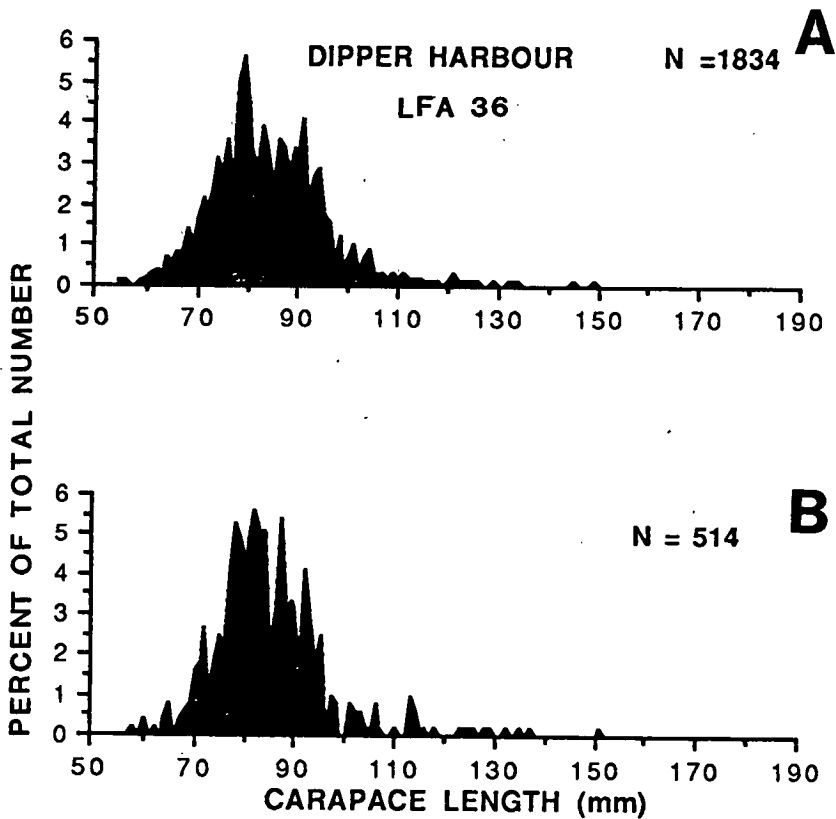 A
DIPPER HARBOUR N =1834
LFA 36
6
5
4
3
2
1
0
50 70 90 110 130 150 170 190
PERCENT OF TOTAL NUMBER
B
N = 514
6
5
4
3
2
1
0
50 70 90 110 130 150 170 190
CARAPACE LENGTH (mm)